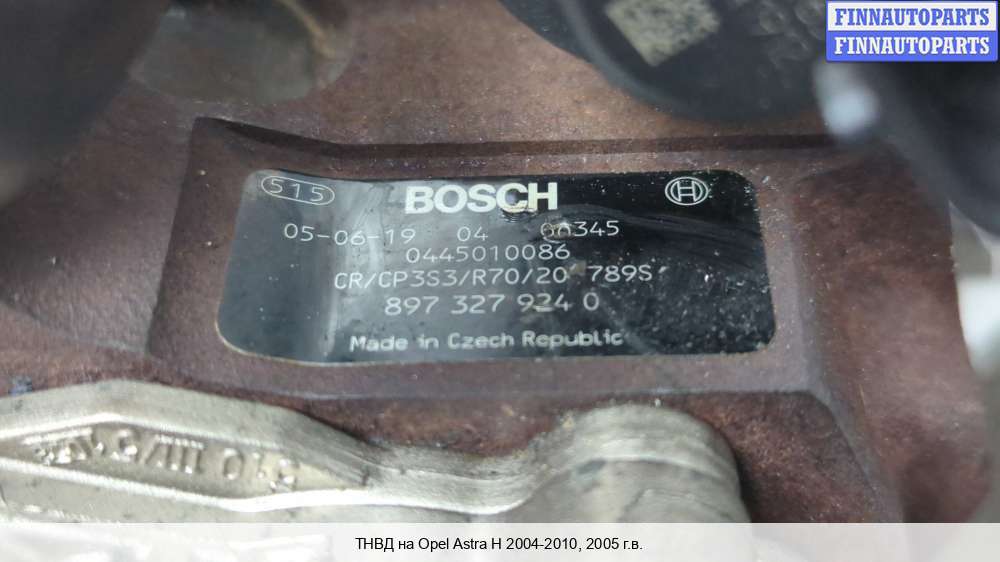 FINNAUTOPARTS
FINNAUTOPARTS
515
BOSCH
05-06-19 04 06345
0445010086
CR/CP3S3/R70/20 789S
897 327 924 0
Made in Czech Republic
ТНВД на Opel Astra H 2004-2010, 2005 г.в.